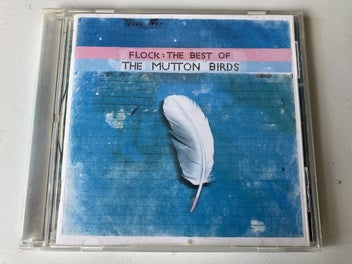 FLOCK: THE BEST OF
THE MUTTON BIRDS